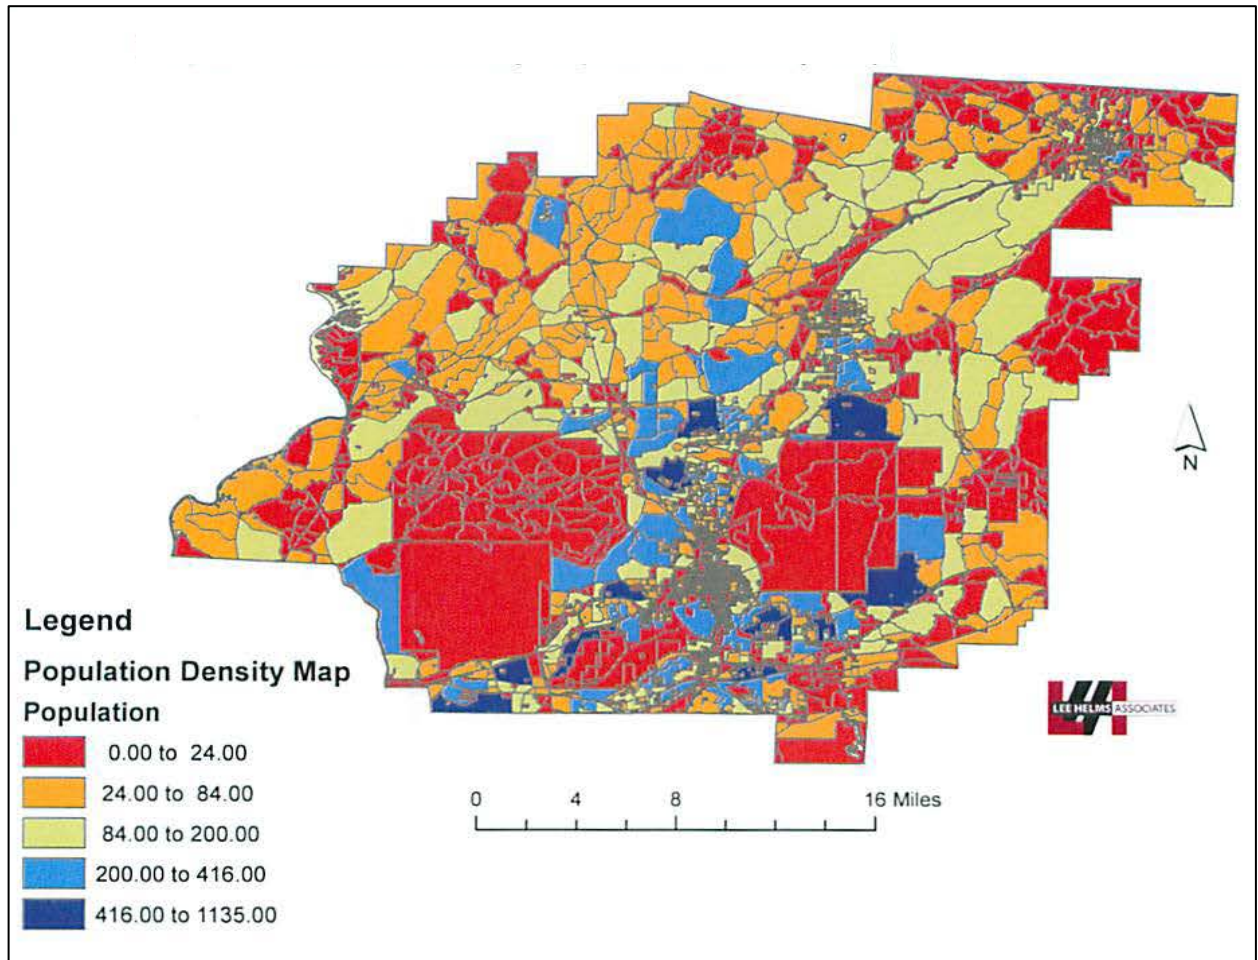 N
Legend
Population Density Map
Population
0.00 to 24.00
24.00 to 84.00
84.00 to 200.00
200.00 to 416.00
416.00 to 1135.00
LEE HELMS ASSOCIATES
0 4 8 16 Miles